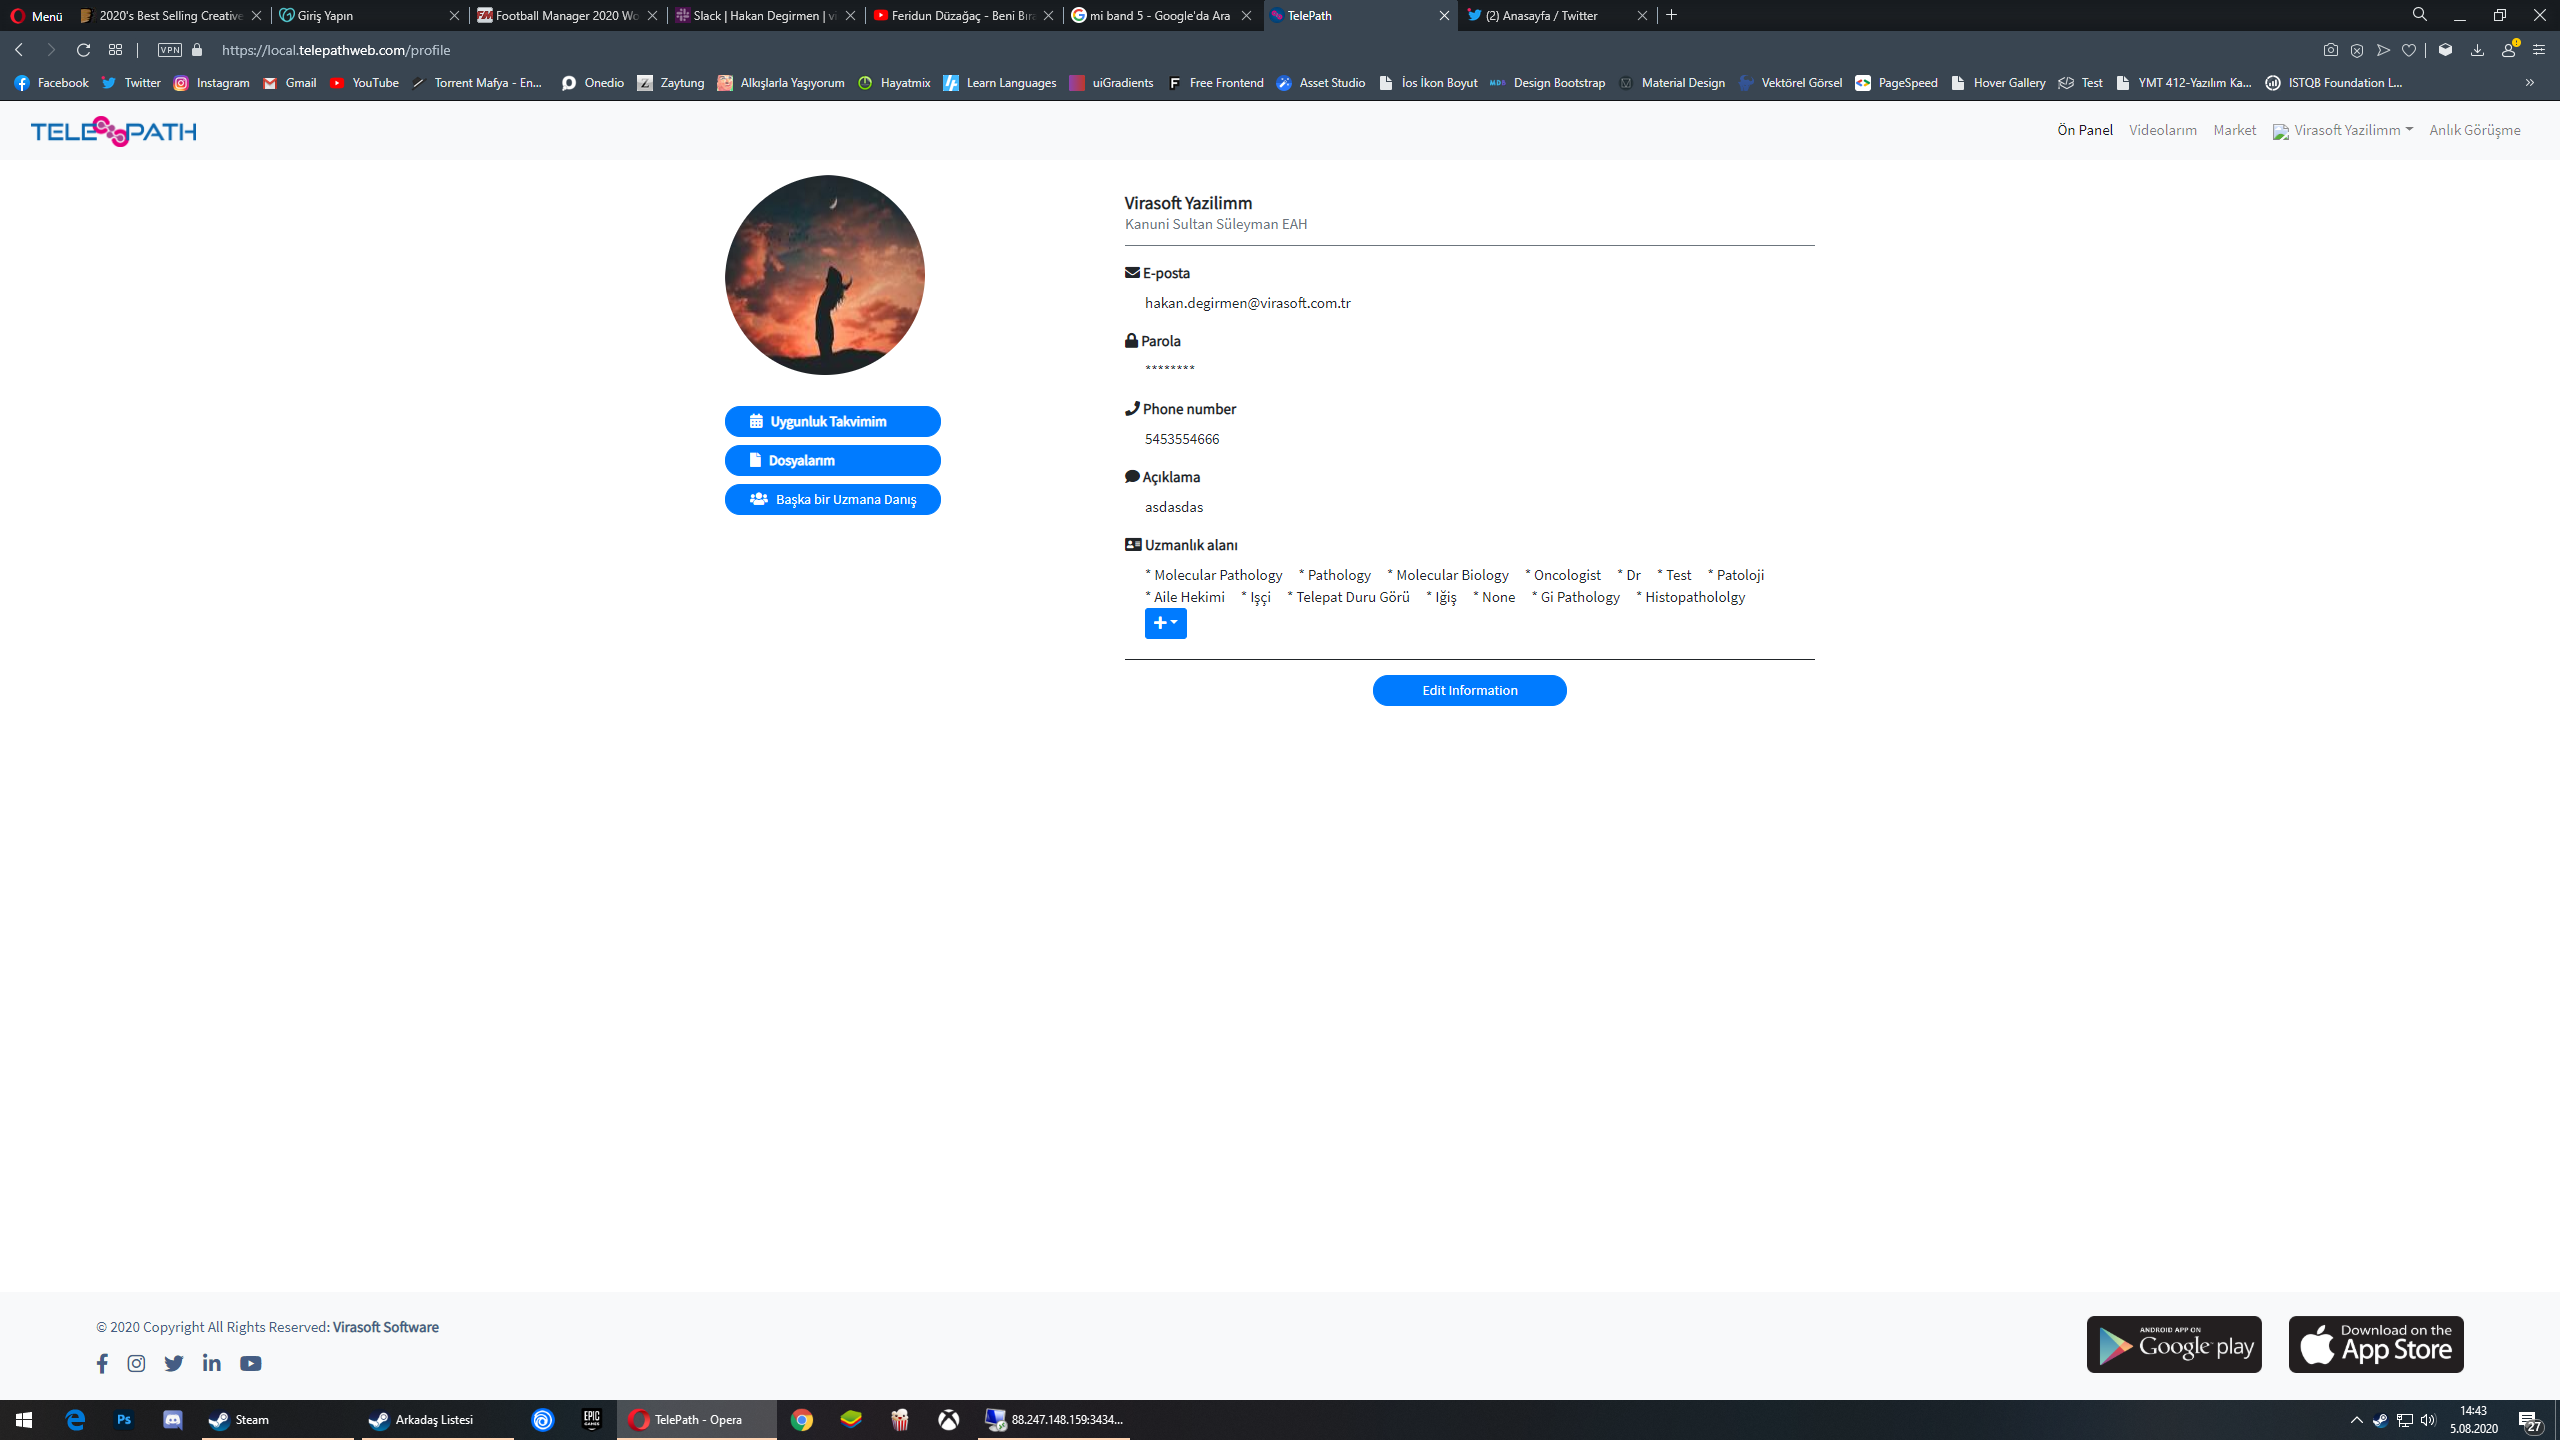 Menü
2020's Best Selling Creative
Giriş Yapın
Football Manager 2020 Wo
Slack | Hakan Degirmen | vi
Feridun Düzağaç - Beni Bıra
mi band 5 - Google'da Ara
TelePath
(2) Anasayfa / Twitter
VPN
https://local.telepathweb.com/profile
Facebook
Twitter
Instagram
Gmail
YouTube
Torrent Mafya - En...
Onedio
Zaytung
Alkışlarla Yaşıyorum
Hayatmix
Learn Languages
uiGradients
Free Frontend
Asset Studio
İos İkon Boyut
Design Bootstrap
Material Design
Vektörel Görsel
PageSpeed
Hover Gallery
Test
YMT 412-Yazılım Ka...
ISTQB Foundation L...
TELEPATH
Ön Panel
Videolarım
Market
Virasoft Yazilimm
Anlık Görüşme
Virasoft Yazilimm
Kanuni Sultan Süleyman EAH
E-posta
hakan.degirmen@virasoft.com.tr
Parola
********
Phone number
5453554666
Açıklama
asdasdas
Uzmanlık alanı
* Molecular Pathology * Pathology * Molecular Biology * Oncologist * Dr * Test * Patoloji
* Aile Hekimi * Işçi * Telepat Duru Görü * Iğiş * None * Gi Pathology * Histopathololgy
Edit Information
Uygunluk Takvimim
Dosyalarım
Başka bir Uzmana Danış
© 2020 Copyright All Rights Reserved: Virasoft Software
ANDROID APP ON
Google play
Download on the
App Store
Ps
Steam
Arkadaş Listesi
EPIC
GAMES
TelePath - Opera
88.247.148.159:3434...
14:43
5.08.2020
27